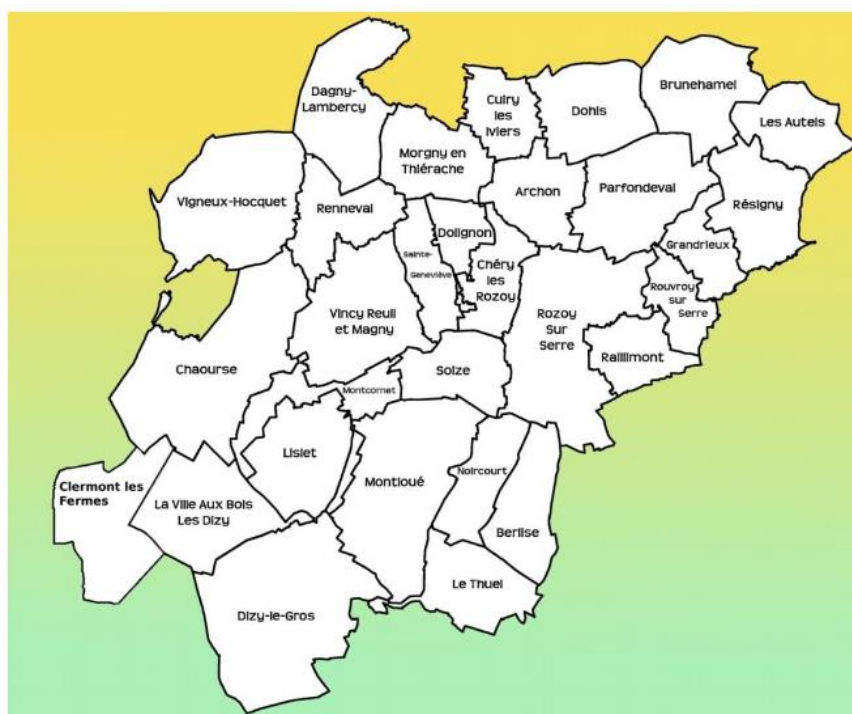 Brunehamel
Dagny-
Lambercy
Cuiry
les
Iviers
Dohis
Les Autels
Morgny en
Thiérache
Archon
Parfondeval
Vigneux-Hocquet
Renneval
Résigny
Dolignon
Grandrieux
Sainte-
Geneviève
Chéry
les
Rozoy
Rouvroy
sur
Serre
Vincy Reuil
et Magny
Rozoy
Sur
Serre
Raillimont
Chaourse
Soize
Montcornet
Lislet
Noircourt
Montloué
Clermont les
Fermes
La Ville Aux Bois
Les Dizy
Berlise
Le Thuel
Dizy-le-Gros